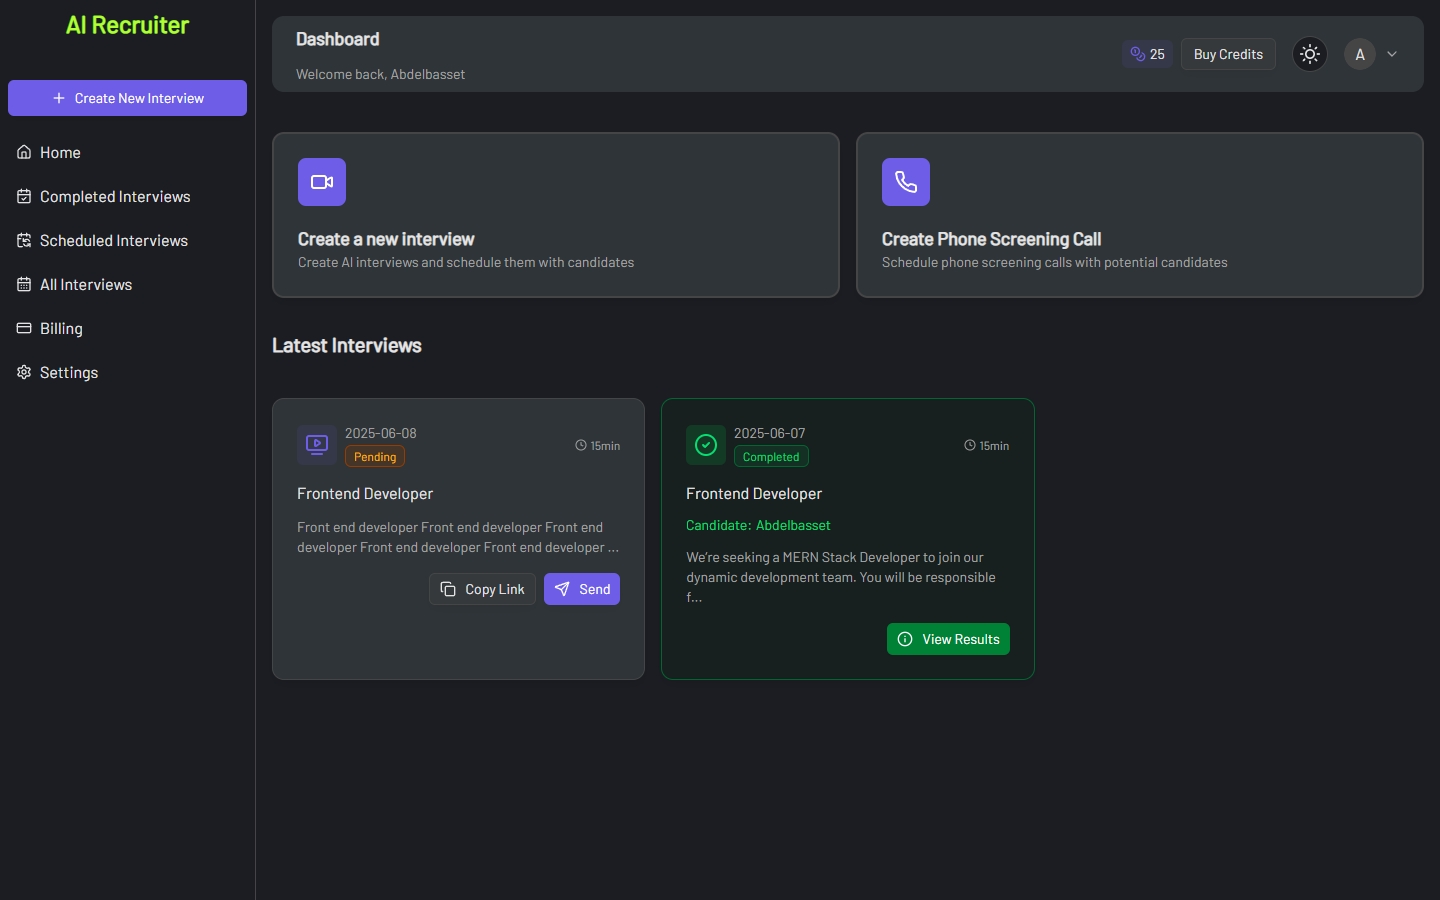 AI Recruiter
Create New Interview
Home
Completed Interviews
Scheduled Interviews
All Interviews
Billing
Settings
Dashboard
Welcome back, Abdelbasset
25
Buy Credits
A
Create a new interview
Create AI interviews and schedule them with candidates
Create Phone Screening Call
Schedule phone screening calls with potential candidates
Latest Interviews
2025-06-08
Pending
15min
Frontend Developer
Front end developer Front end developer Front end
developer Front end developer Front end developer ...
Copy Link
Send
2025-06-07
Completed
15min
Frontend Developer
Candidate: Abdelbasset
We're seeking a MERN Stack Developer to join our
dynamic development team. You will be responsible
f...
View Results